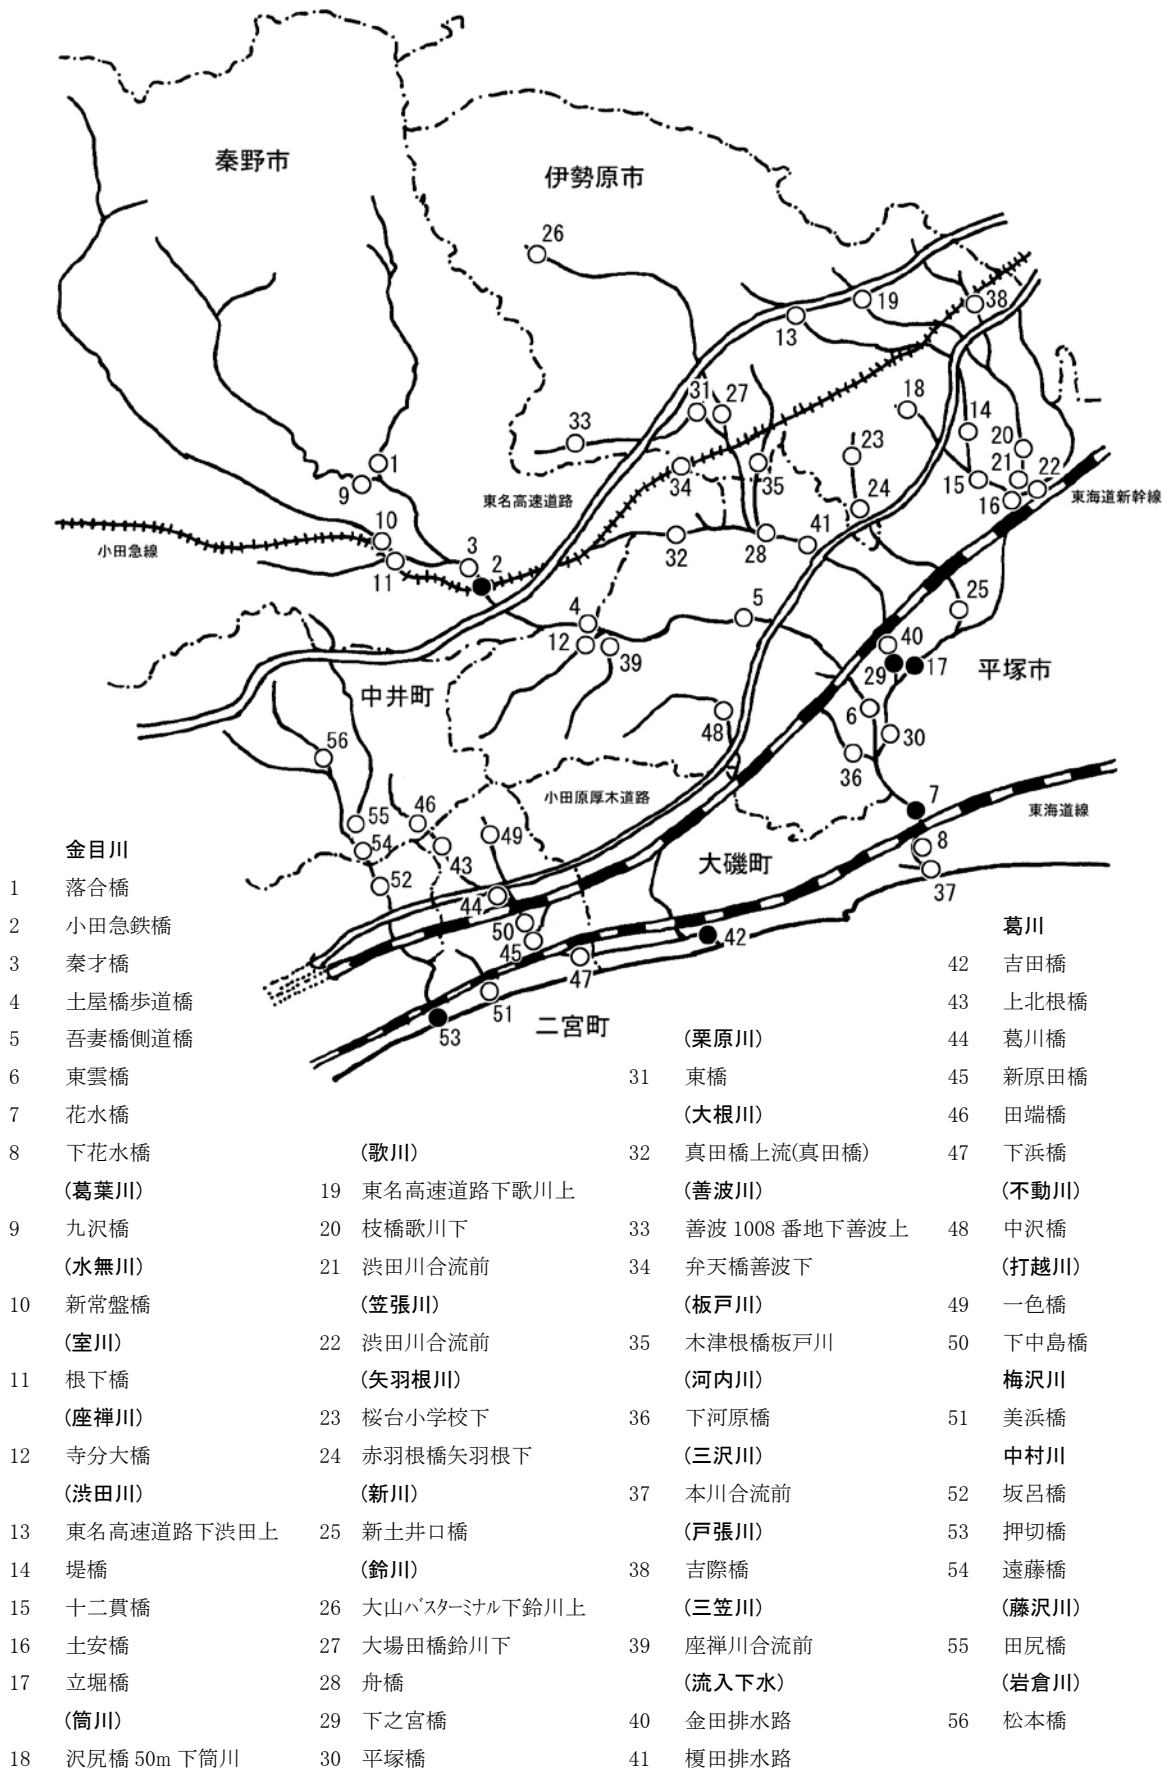 秦野市
伊勢原市
26
19
38
13
31
27
18
14
33
23
20
1
34
35
21
22
9
15
24
東名高速道路
16
東海道新幹線
10
41
小田急線
3
32
28
2
11
25
4
5
12
40
39
29
17
平塚市
中井町
6
48
30
56
36
小田原厚木道路
7
東海道線
55
46
49
8
54
43
大磯町
37
52
44
50
42
45
47
51
二宮町
53
金目川
1 落合橋
2 小田急鉄橋
3 秦才橋
4 土屋橋歩道橋
5 吾妻橋側道橋
6 東雲橋
7 花水橋
8 下花水橋
(葛葉川)
9 九沢橋
(水無川)
10 新常盤橋
(室川)
11 根下橋
(座禅川)
12 寺分大橋
(渋田川)
13 東名高速道路下渋田上
14 堤橋
15 十二貫橋
16 土安橋
17 立堀橋
(筒川)
18 沢尻橋 50m 下筒川
(歌川)
19 東名高速道路下歌川上
20 枝橋歌川下
21 渋田川合流前
(笠張川)
22 渋田川合流前
(矢羽根川)
23 桜台小学校下
24 赤羽根橋矢羽根下
(新川)
25 新土井口橋
(鈴川)
26 大山バスターミナル下鈴川上
27 大場田橋鈴川下
28 舟橋
29 下之宮橋
30 平塚橋
(栗原川)
31 東橋
(大根川)
32 真田橋上流(真田橋)
(善波川)
33 善波 1008 番地下善波上
34 弁天橋善波下
(板戸川)
35 木津根橋板戸川
(河内川)
36 下河原橋
(三沢川)
37 本川合流前
(戸張川)
38 吉際橋
(三笠川)
39 座禅川合流前
(流入下水)
40 金田排水路
41 榎田排水路
葛川
42 吉田橋
43 上北根橋
44 葛川橋
45 新原田橋
46 田端橋
47 下浜橋
(不動川)
48 中沢橋
(打越川)
49 一色橋
50 下中島橋
梅沢川
51 美浜橋
中村川
52 坂呂橋
53 押切橋
54 遠藤橋
(藤沢川)
55 田尻橋
(岩倉川)
56 松本橋